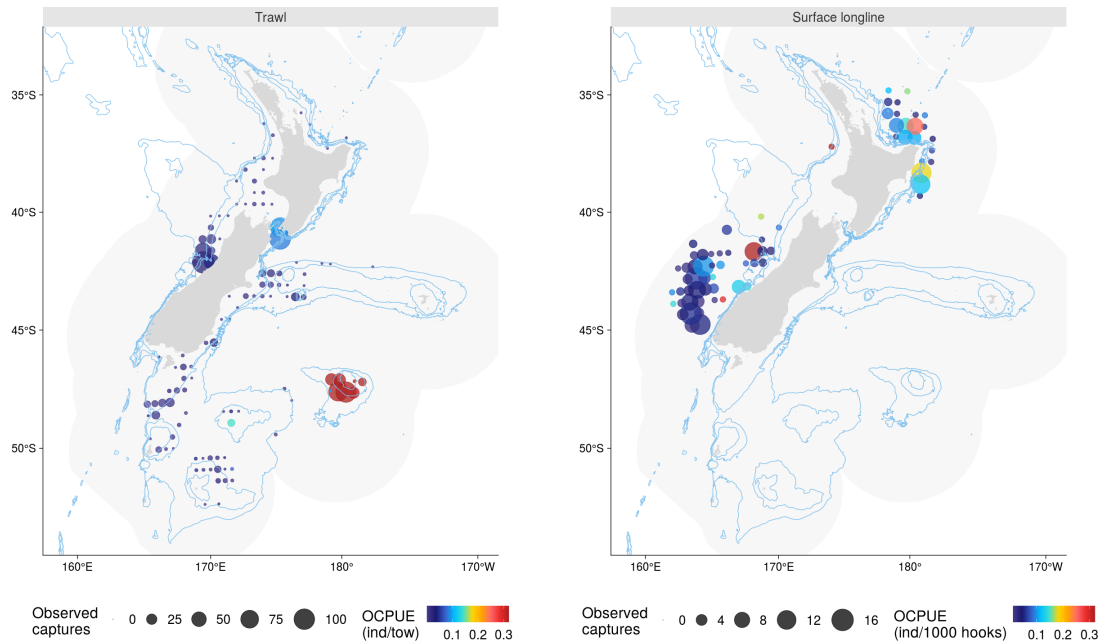 Trawl
35°S
40°S
45°S
50°S
160°E
170°E
180°
170°W
Observed
captures
0
25
50
75
100
OCPUE
(ind/tow)
0.1
0.2
0.3
Surface longline
35°S
40°S
45°S
50°S
160°E
170°E
180°
170°W
Observed
captures
0
4
8
12
16
OCPUE
(ind/1000 hooks)
0.1
0.2
0.3